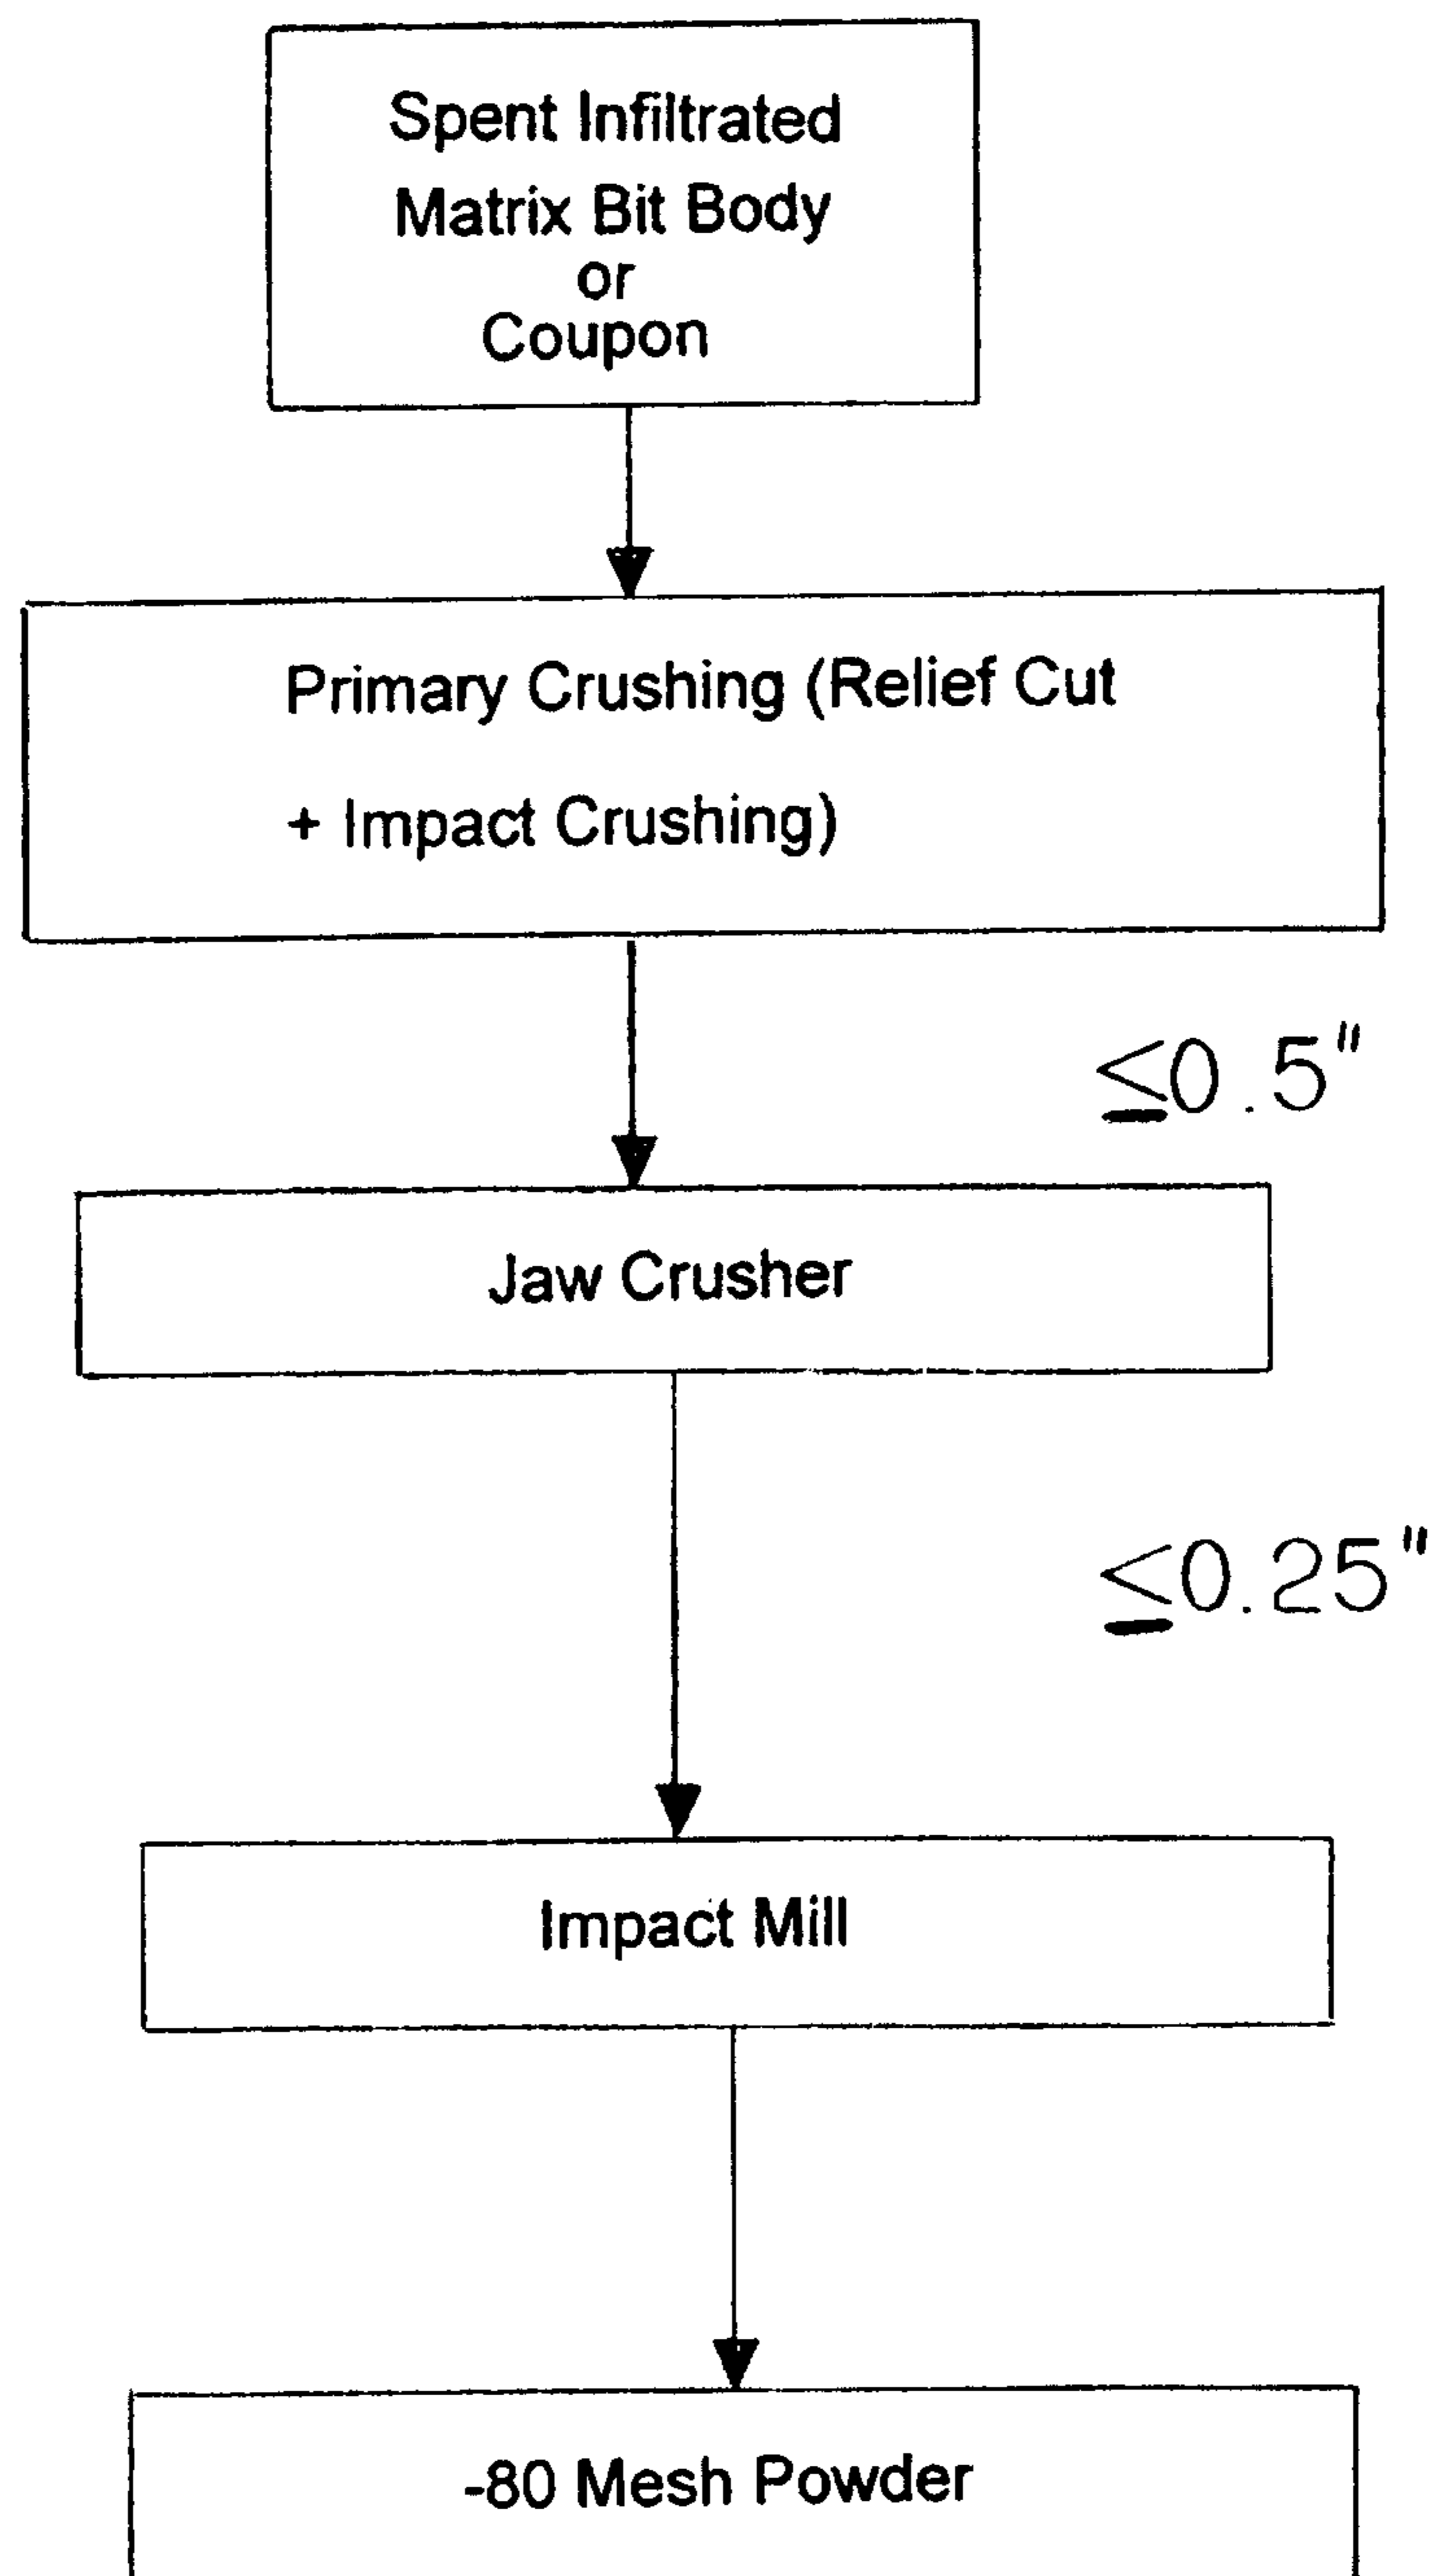 Spent Infiltrated
Matrix Bit Body
or
Coupon
Primary Crushing (Relief Cut
+ Impact Crushing)
≤0.5"
Jaw Crusher
≤0.25"
Impact Mill
-80 Mesh Powder